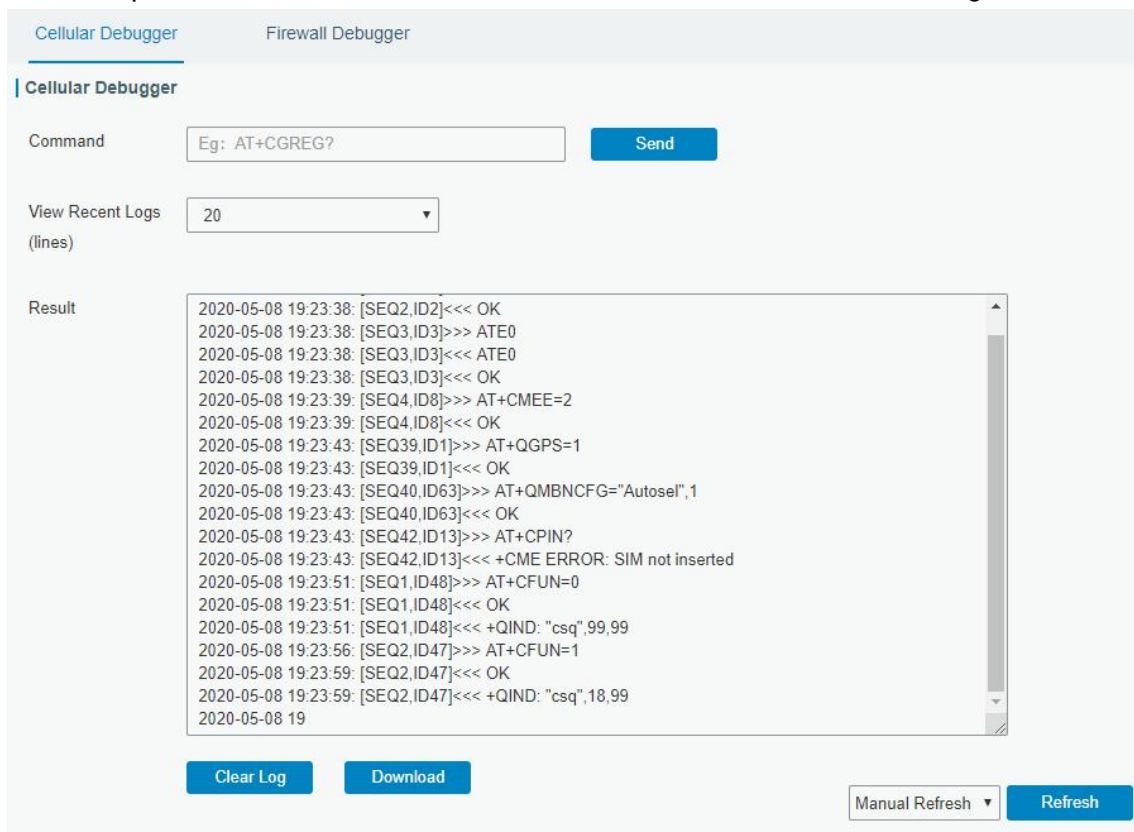 Cellular Debugger Firewall Debugger
Cellular Debugger
Command Eg: AT+CGREG? Send
View Recent Logs 20
(lines)
Result
2020-05-08 19:23:38: [SEQ2,ID2]<<< OK
2020-05-08 19:23:38: [SEQ3,ID3]>>> ATE0
2020-05-08 19:23:38: [SEQ3,ID3]<<< ATE0
2020-05-08 19:23:38: [SEQ3,ID3]<<< OK
2020-05-08 19:23:39: [SEQ4,ID8]>>> AT+CMEE=2
2020-05-08 19:23:39: [SEQ4,ID8]<<< OK
2020-05-08 19:23:43: [SEQ39,ID1]>>> AT+QGPS=1
2020-05-08 19:23:43: [SEQ39,ID1]<<< OK
2020-05-08 19:23:43: [SEQ40,ID63]>>> AT+QMBNCFG="Autosel",1
2020-05-08 19:23:43: [SEQ40,ID63]<<< OK
2020-05-08 19:23:43: [SEQ42,ID13]>>> AT+CPIN?
2020-05-08 19:23:43: [SEQ42,ID13]<<< +CME ERROR: SIM not inserted
2020-05-08 19:23:51: [SEQ1,ID48]>>> AT+CFUN=0
2020-05-08 19:23:51: [SEQ1,ID48]<<< OK
2020-05-08 19:23:51: [SEQ1,ID48]<<< +QIND: "csq",99,99
2020-05-08 19:23:56: [SEQ2,ID47]>>> AT+CFUN=1
2020-05-08 19:23:59: [SEQ2,ID47]<<< OK
2020-05-08 19:23:59: [SEQ2,ID47]<<< +QIND: "csq",18,99
2020-05-08 19
Clear Log Download
Manual Refresh Refresh